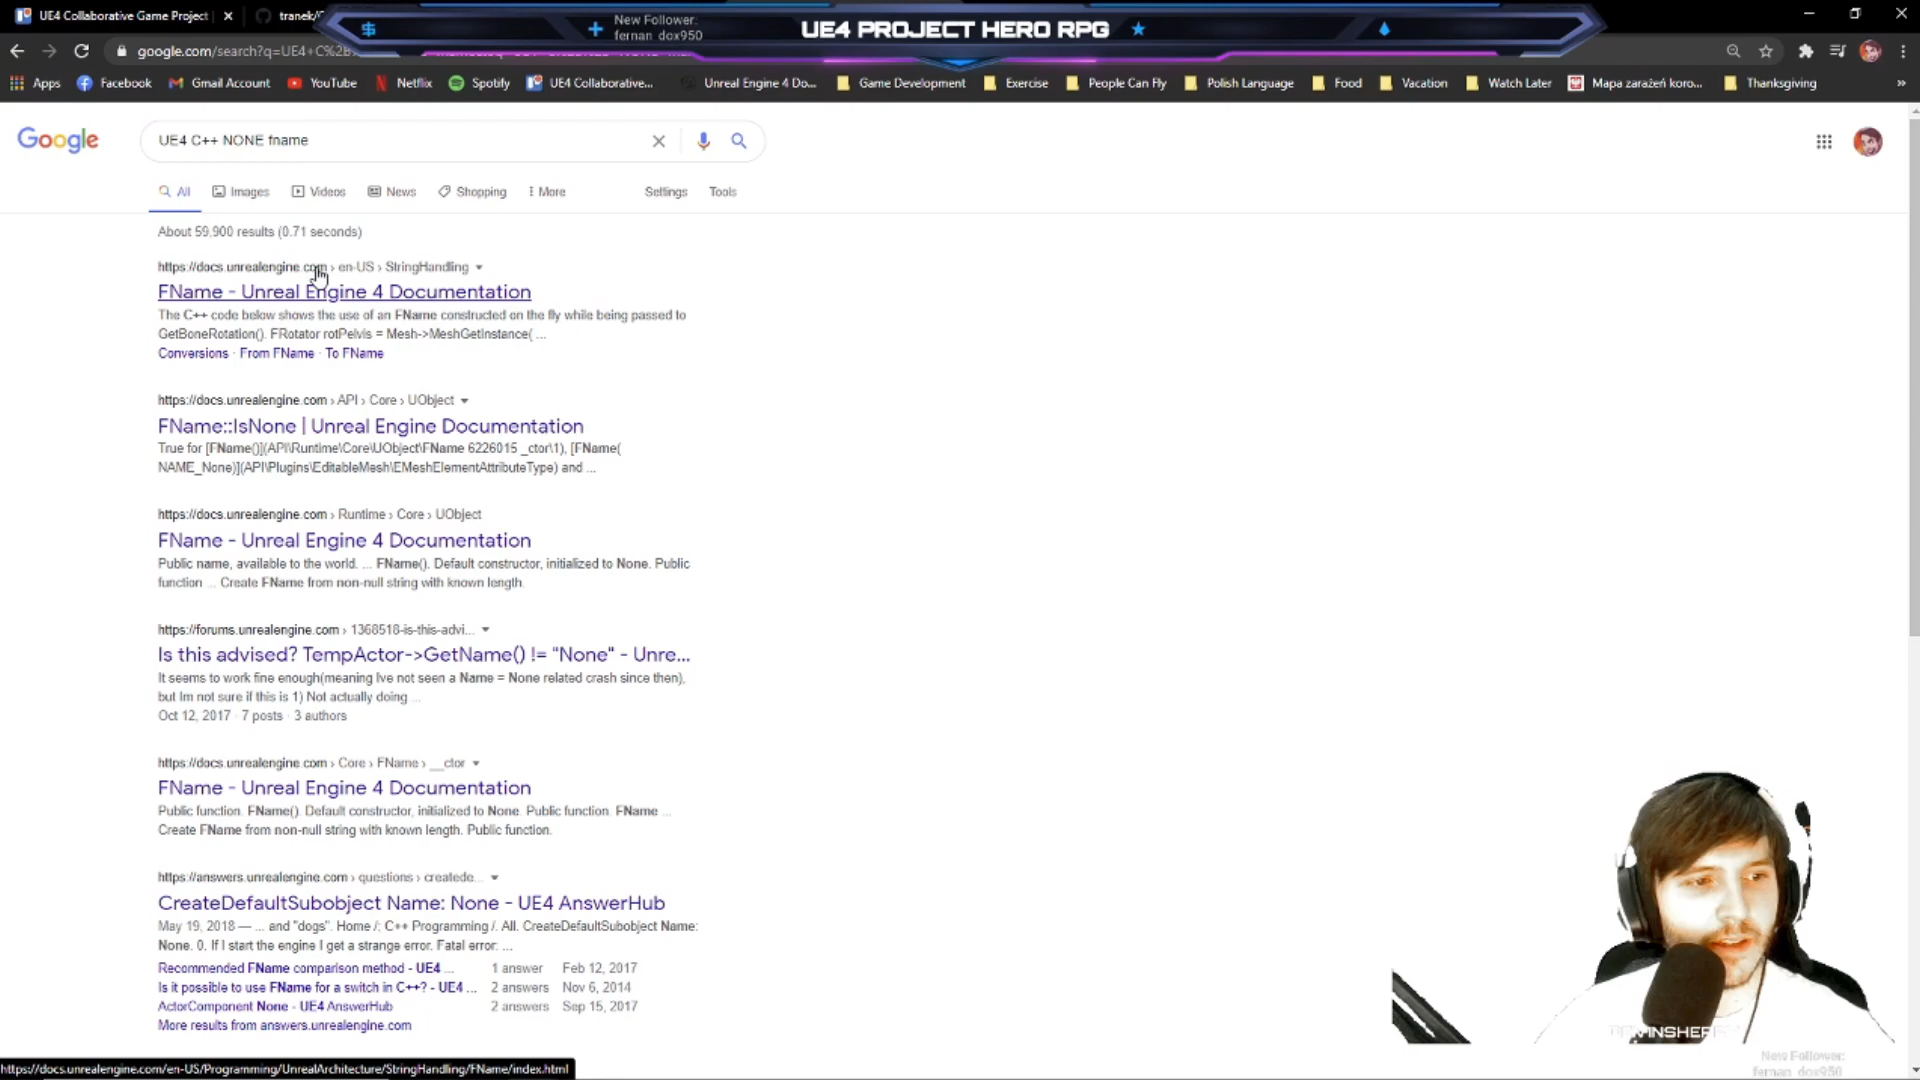 UE4 Collaborative Game Project
tranek/
New Follower:
fernan_dox950
UE4 PROJECT HERO RPG
google.com/search?q=UE4+C%2B
Apps Facebook Gmail Account YouTube Netflix Spotify UE4 Collaborative... Unreal Engine 4 Do... Game Development Exercise People Can Fly Polish Language Food Vacation Watch Later Mapa zarażeń koro... Thanksgiving »
Google
UE4 C++ NONE fname
All Images Videos News Shopping More Settings Tools
About 59,900 results (0.71 seconds)
https://docs.unrealengine.com › en-US › StringHandling
FName - Unreal Engine 4 Documentation
The C++ code below shows the use of an FName constructed on the fly while being passed to
GetBoneRotation(). FRotator rotPelvis = Mesh->MeshGetInstance( ...
Conversions · From FName · To FName
https://docs.unrealengine.com › API › Core › UObject
FName::IsNone | Unreal Engine Documentation
True for [FName()](API\Runtime\Core\UObject\FName 6226015 _ctor\1), [FName(
NAME_None)](API\Plugins\EditableMesh\EMeshElementAttributeType) and ...
https://docs.unrealengine.com › Runtime › Core › UObject
FName - Unreal Engine 4 Documentation
Public name, available to the world. ... FName(). Default constructor, initialized to None. Public
function ... Create FName from non-null string with known length.
https://forums.unrealengine.com › 1368518-is-this-advi...
Is this advised? TempActor->GetName() != "None" - Unre...
It seems to work fine enough(meaning Ive not seen a Name = None related crash since then),
but Im not sure if this is 1) Not actually doing ...
Oct 12, 2017 · 7 posts · 3 authors
https://docs.unrealengine.com › Core › FName › __ctor
FName - Unreal Engine 4 Documentation
Public function. FName(). Default constructor, initialized to None. Public function. FName ...
Create FName from non-null string with known length. Public function.
https://answers.unrealengine.com › questions › createde...
CreateDefaultSubobject Name: None - UE4 AnswerHub
May 19, 2018 — ... and "dogs". Home /: C++ Programming /. All. CreateDefaultSubobject Name:
None. 0. If I start the engine I get a strange error. Fatal error: ...
Recommended FName comparison method - UE4 ... 1 answer Feb 12, 2017
Is it possible to use FName for a switch in C++? - UE4 ... 2 answers Nov 6, 2014
ActorComponent None - UE4 AnswerHub 2 answers Sep 15, 2017
More results from answers.unrealengine.com
New Follower:
fernan_dox950
https://docs.unrealengine.com/en-US/Programming/UnrealArchitecture/StringHandling/FName/index.html